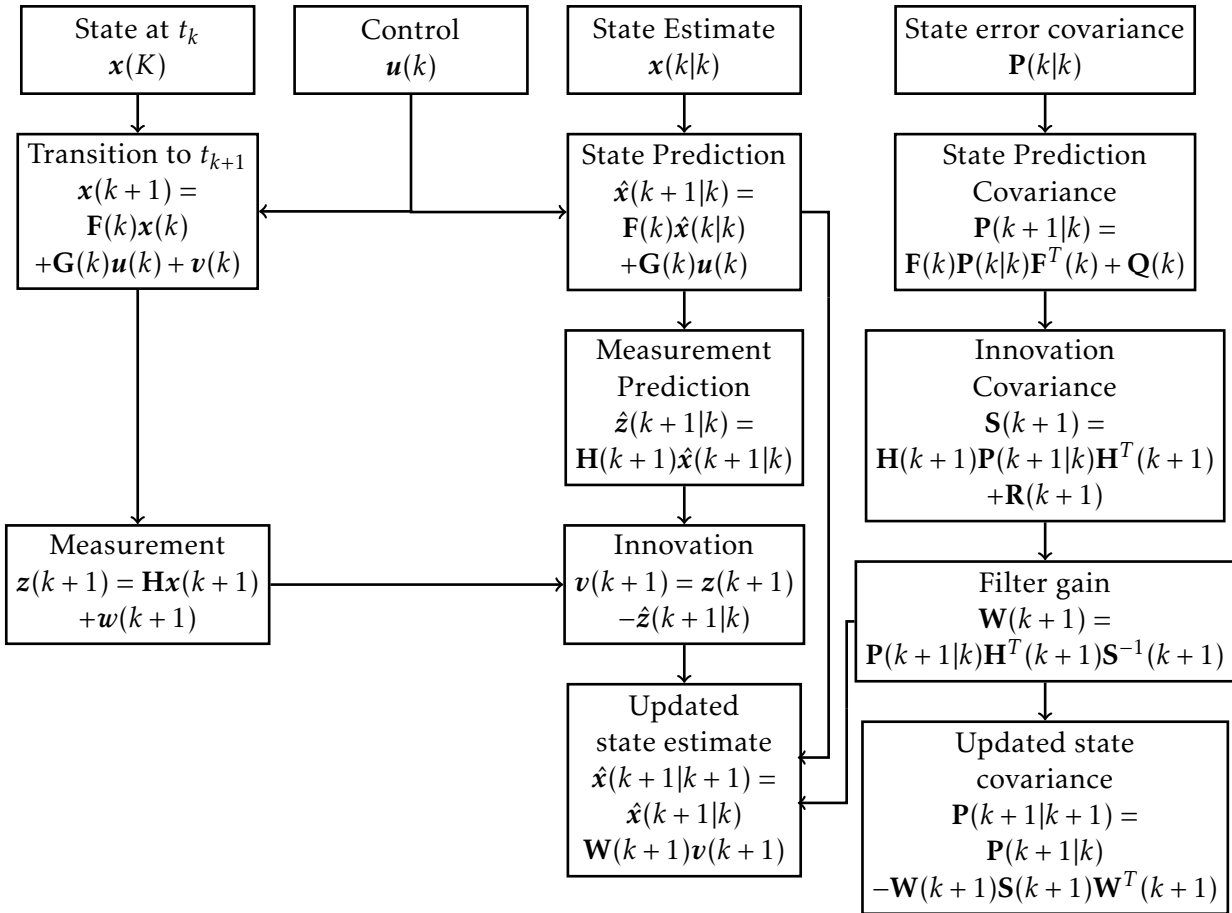 State at t_k
x(K)
Control
u(k)
State Estimate
x(k|k)
State error covariance
P(k|k)
Transition to t_{k+1}
x(k + 1) =
F(k)x(k)
+G(k)u(k) + v(k)
State Prediction
x̂(k + 1|k) =
F(k)x̂(k|k)
+G(k)u(k)
State Prediction
Covariance
P(k + 1|k) =
F(k)P(k|k)F^T(k) + Q(k)
Measurement
Prediction
ẑ(k + 1|k) =
H(k + 1)x̂(k + 1|k)
Innovation
Covariance
S(k + 1) =
H(k + 1)P(k + 1|k)H^T(k + 1)
+R(k + 1)
Measurement
z(k + 1) = Hx(k + 1)
+w(k + 1)
Innovation
v(k + 1) = z(k + 1)
−ẑ(k + 1|k)
Filter gain
W(k + 1) =
P(k + 1|k)H^T(k + 1)S^{−1}(k + 1)
Updated
state estimate
x̂(k + 1|k + 1) =
x̂(k + 1|k)
W(k + 1)v(k + 1)
Updated state
covariance
P(k + 1|k + 1) =
P(k + 1|k)
−W(k + 1)S(k + 1)W^T(k + 1)